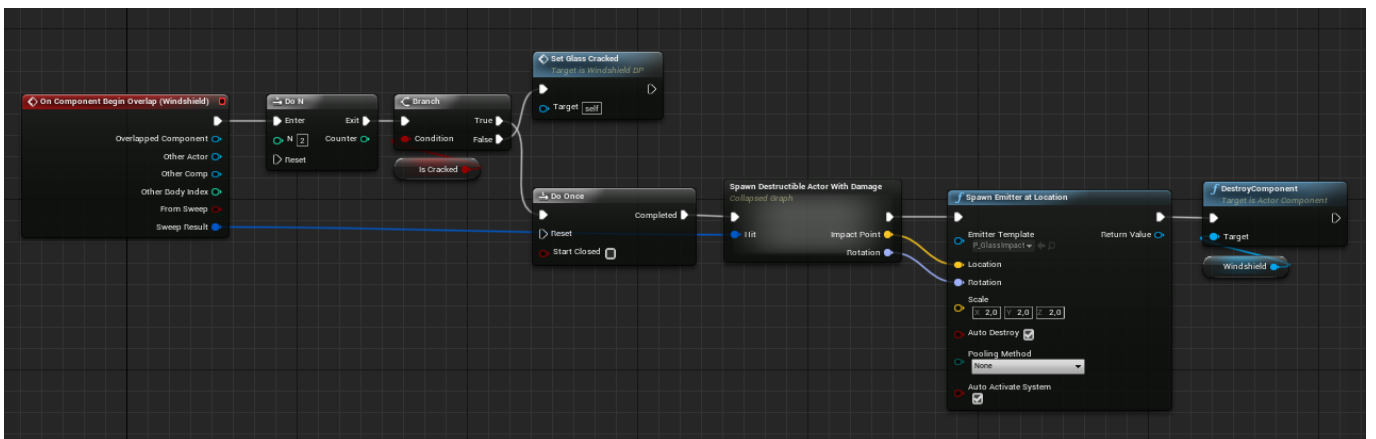 Set Glass Cracked
Target is Windshield BP
Target self
On Component Begin Overlap (Windshield)
Overlapped Component
Other Actor
Other Comp
Other Body Index
From Sweep
Sweep Result
Do N
Enter Exit
N 2 Counter
Reset
Branch
True
Condition False
Is Cracked
Do Once
Completed
Reset
Start Closed
Spawn Destructible Actor With Damage
Collapsed Graph
Hit Impact Point
Rotation
Spawn Emitter at Location
Emitter Template Return Value
P_GlassImpact
Location
Rotation
Scale
X 2,0 Y 2,0 Z 2,0
Auto Destroy
Pooling Method
None
Auto Activate System
DestroyComponent
Target is Actor Component
Target
Windshield